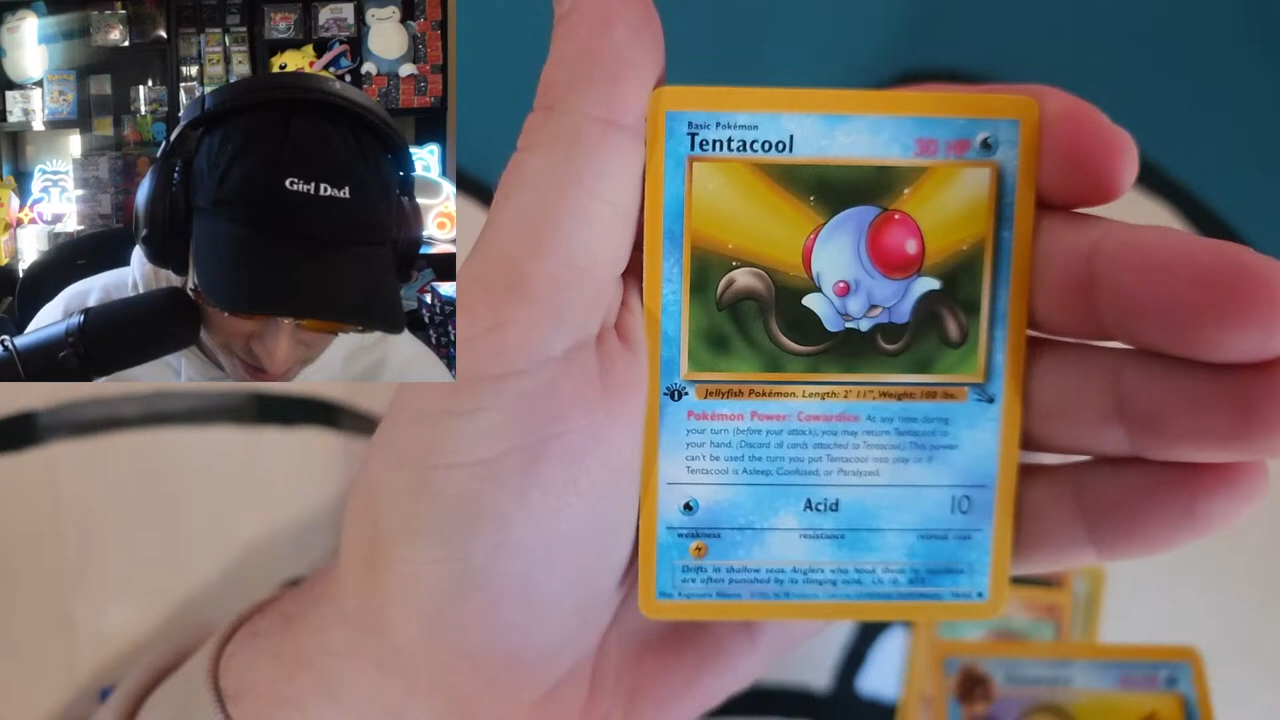 Girl Dad
Basic Pokémon
Tentacool
30 HP
EDITION
1
Jellyfish Pokémon. Length: 2' 11", Weight: 100 lbs.
Pokémon Power: Cowardice At any time during
your turn (before your attack), you may return Tentacool to
your hand. (Discard all cards attached to Tentacool.) This power
can't be used the turn you put Tentacool into play or if
Tentacool is Asleep, Confused, or Paralyzed.
Acid 10
weakness resistance retreat cost
Drifts in shallow seas. Anglers who hook them by
are often punished by its stinging acid. LV. 10